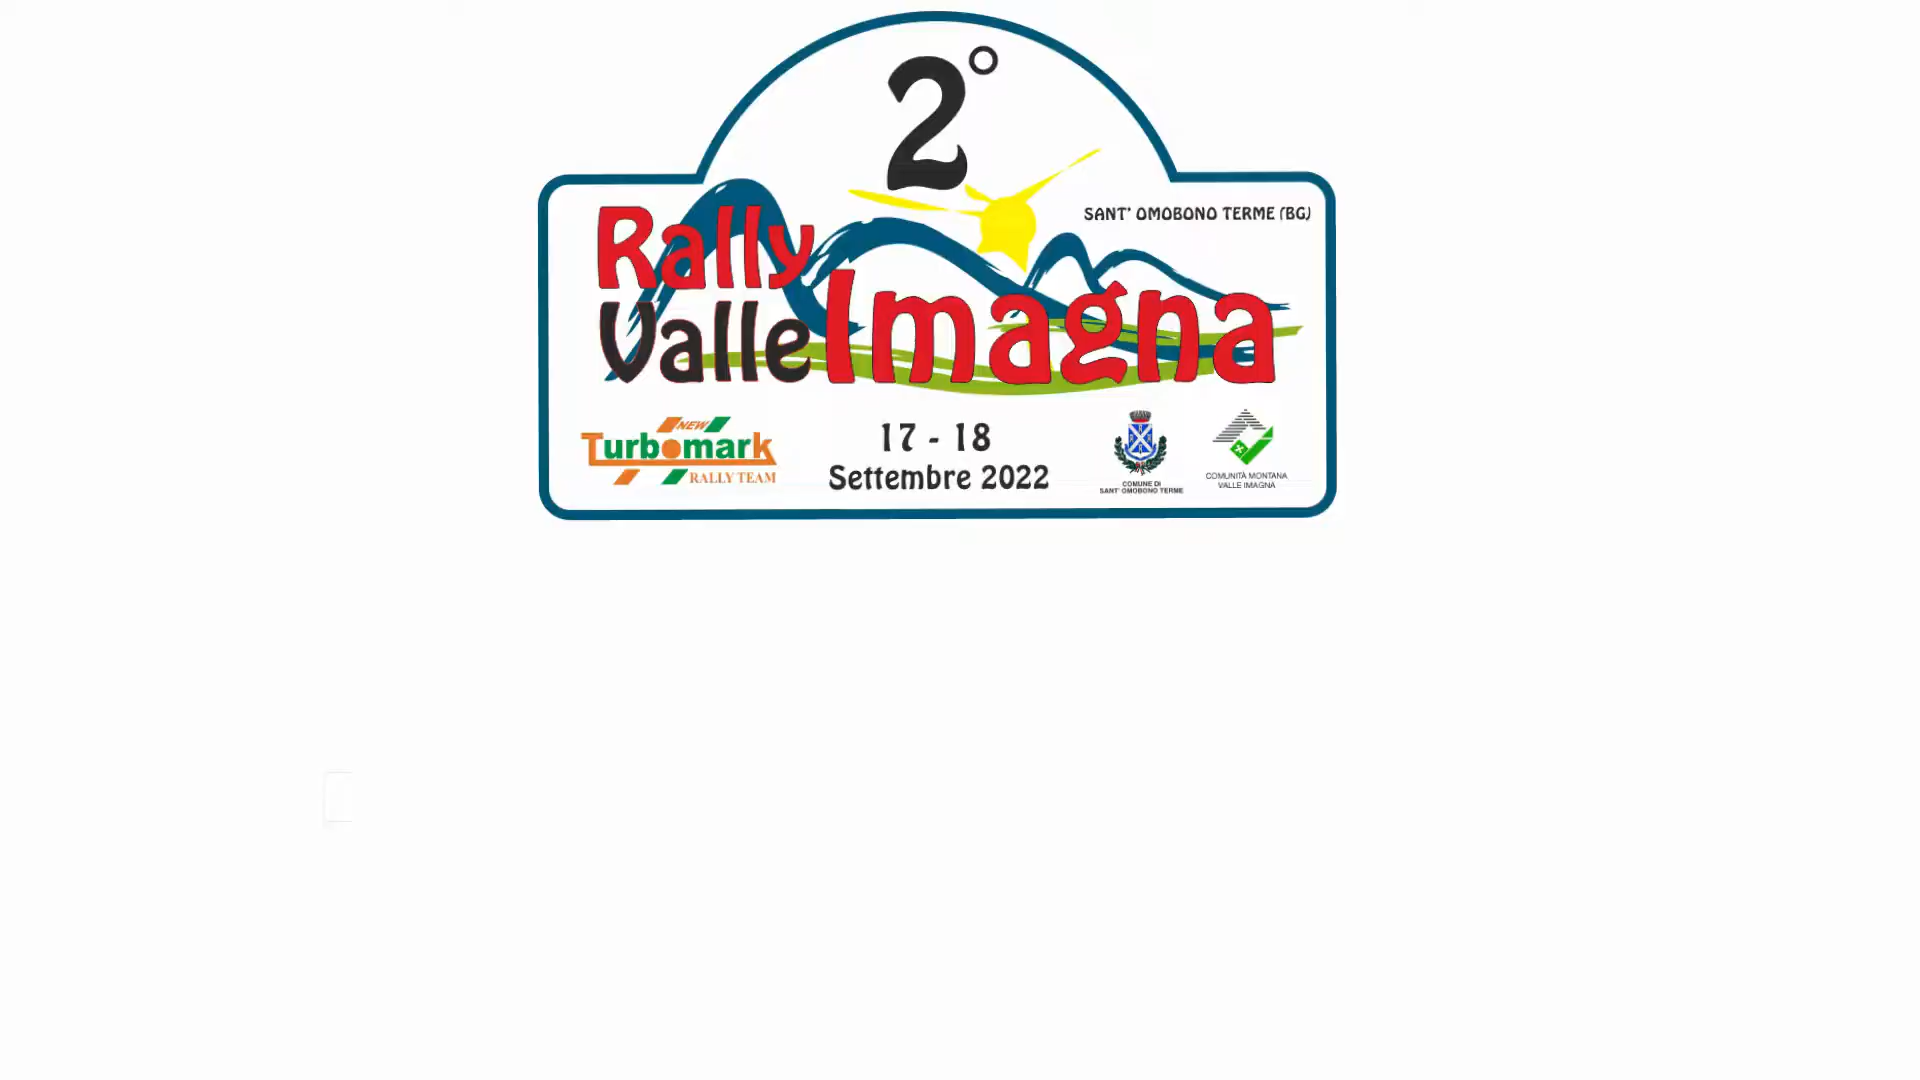 2°
SANT' OMOBONO TERME (BG)
Rally
Valle Imagna
NEW
Turbomark
RALLY TEAM
17 - 18
Settembre 2022
COMUNE DI
SANT' OMOBONO TERME
COMUNITÀ MONTANA
VALLE IMAGNA